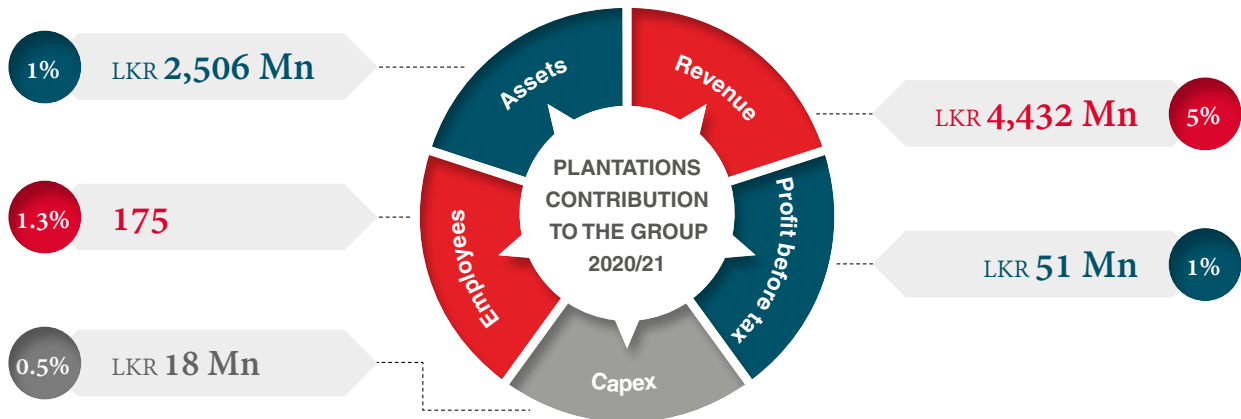 1%
LKR 2,506 Mn
1.3%
175
0.5%
LKR 18 Mn
Assets
Revenue
Employees
Profit before tax
Capex
PLANTATIONS
CONTRIBUTION
TO THE GROUP
2020/21
LKR 4,432 Mn
5%
LKR 51 Mn
1%